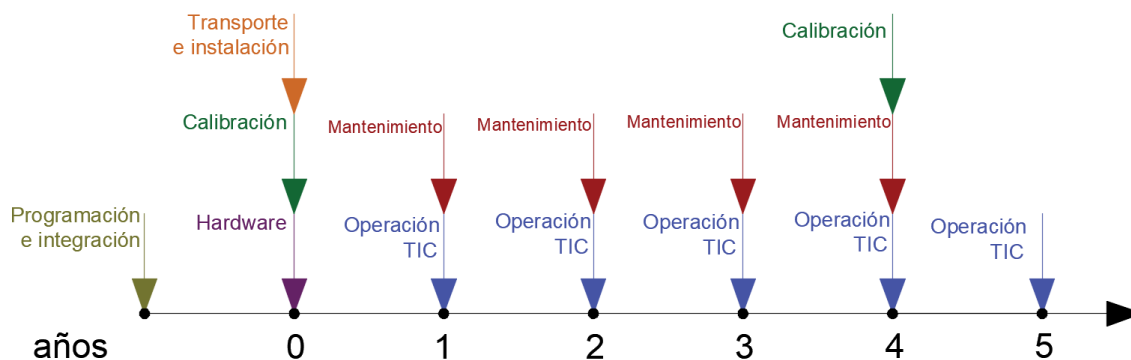 Transporte
e instalación
Calibración
Calibración
Mantenimiento
Mantenimiento
Mantenimiento
Mantenimiento
Programación
e integración
Hardware
Operación
TIC
Operación
TIC
Operación
TIC
Operación
TIC
Operación
TIC
años 0 1 2 3 4 5